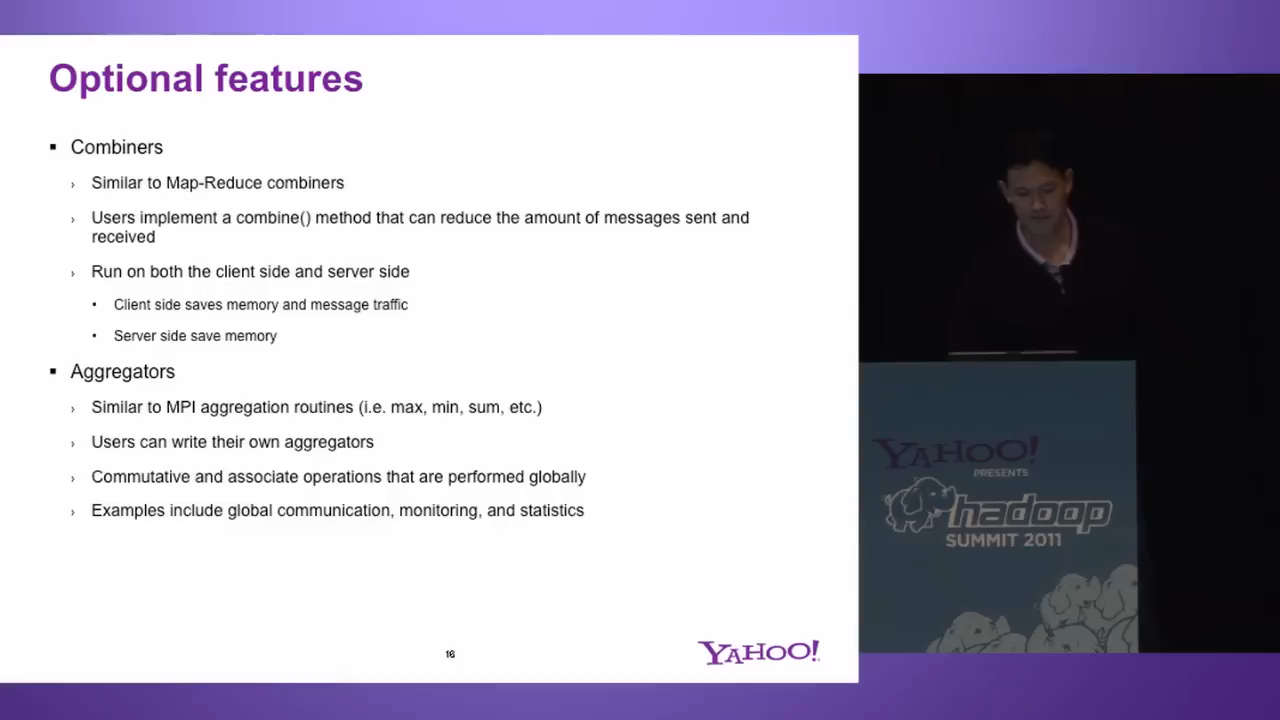 Optional features
▪ Combiners
› Similar to Map-Reduce combiners
› Users implement a combine() method that can reduce the amount of messages sent and
received
› Run on both the client side and server side
• Client side saves memory and message traffic
• Server side save memory
▪ Aggregators
› Similar to MPI aggregation routines (i.e. max, min, sum, etc.)
› Users can write their own aggregators
› Commutative and associate operations that are performed globally
› Examples include global communication, monitoring, and statistics
16
YAHOO!
YAHOO!
PRESENTS
hadoop
SUMMIT 2011